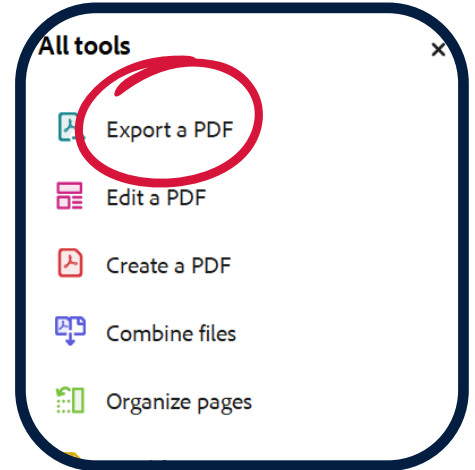 All tools
Export a PDF
Edit a PDF
Create a PDF
Combine files
Organize pages